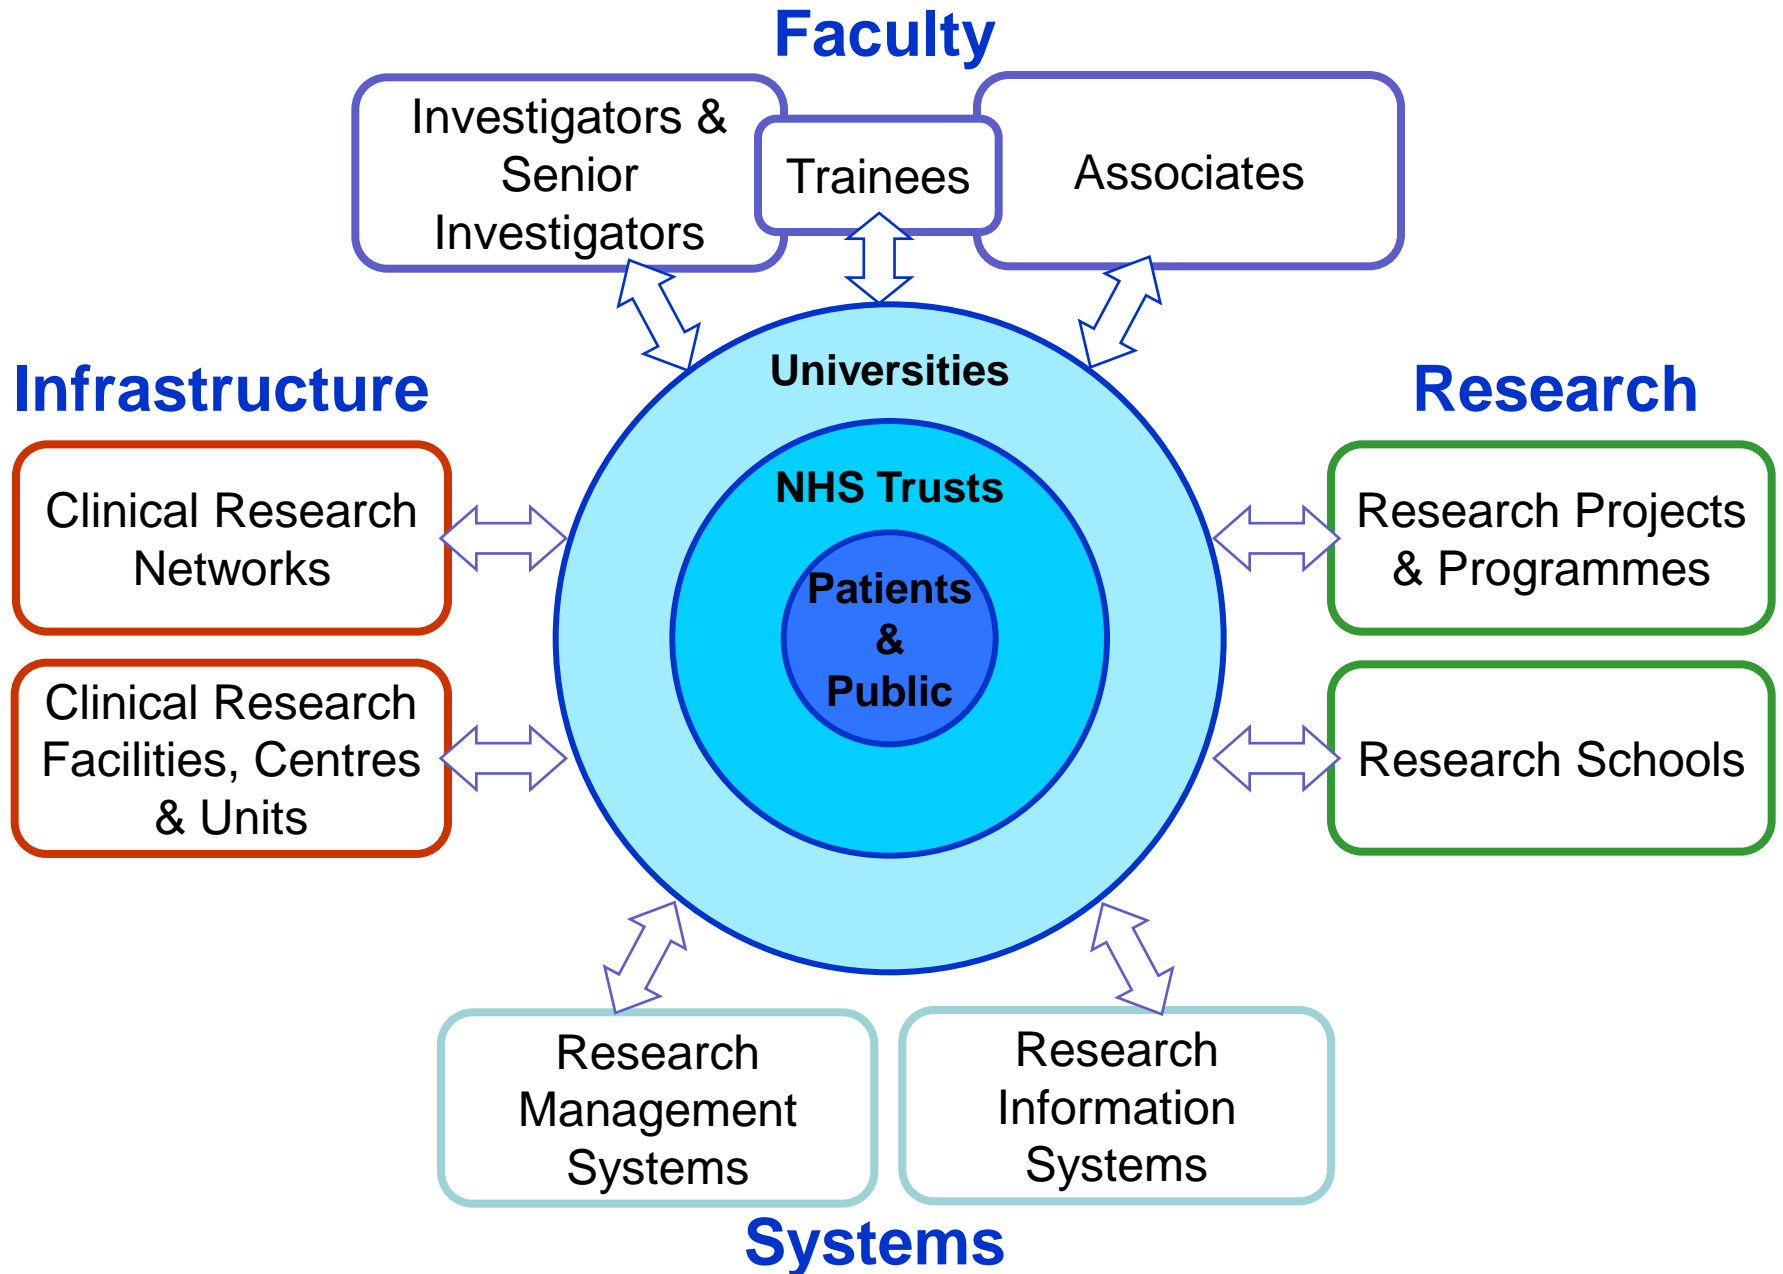 Faculty
Investigators &
Senior
Investigators
Trainees
Associates
Infrastructure
Clinical Research
Networks
Clinical Research
Facilities, Centres
& Units
Universities
NHS Trusts
Patients
&
Public
Research
Research Projects
& Programmes
Research Schools
Research
Management
Systems
Research
Information
Systems
Systems